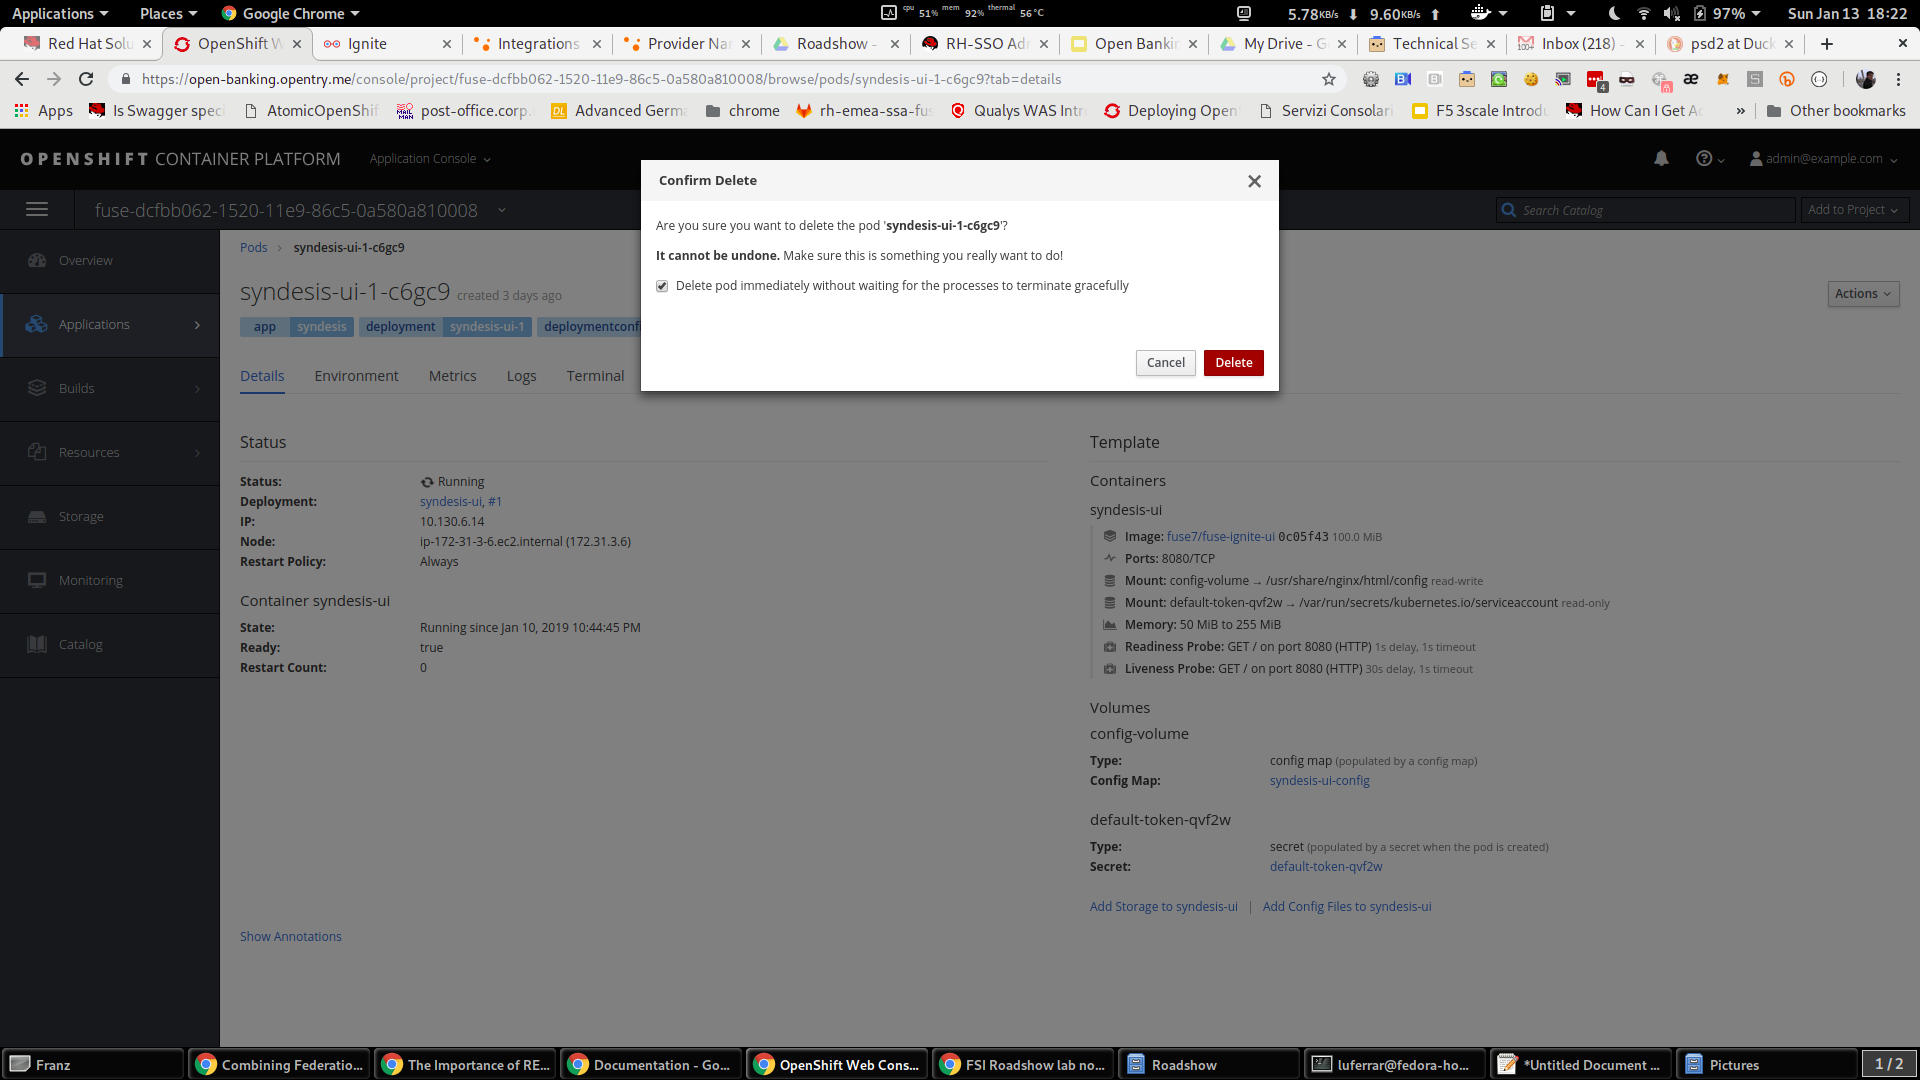 Applications
Places
Google Chrome
cpu 51% mem 92% thermal 56°C
5.78KB/s 9.60KB/s
97%
Sun Jan 13 18:22
Red Hat Solu
OpenShift W
Ignite
Integrations
Provider Nar
Roadshow -
RH-SSO Adm
Open Bankin
My Drive - G
Technical Se
Inbox (218) -
psd2 at Duck
https://open-banking.opentry.me/console/project/fuse-dcfbb062-1520-11e9-86c5-0a580a810008/browse/pods/syndesis-ui-1-c6gc9?tab=details
Apps
Is Swagger spec
AtomicOpenShif
post-office.corp.
Advanced Germa
chrome
rh-emea-ssa-fus
Qualys WAS Intr
Deploying Open
Servizi Consolari
F5 3scale Introdu
How Can I Get Ac
»
Other bookmarks
OPENSHIFT CONTAINER PLATFORM
Application Console
admin@example.com
fuse-dcfbb062-1520-11e9-86c5-0a580a810008
Search Catalog
Add to Project
Confirm Delete
Are you sure you want to delete the pod 'syndesis-ui-1-c6gc9'?
It cannot be undone. Make sure this is something you really want to do!
Delete pod immediately without waiting for the processes to terminate gracefully
Cancel
Delete
Overview
Applications
Builds
Resources
Storage
Monitoring
Catalog
Pods
syndesis-ui-1-c6gc9
syndesis-ui-1-c6gc9 created 3 days ago
Actions
app syndesis
deployment syndesis-ui-1
deploymentconfi
Details
Environment
Metrics
Logs
Terminal
Status
Status: Running
Deployment: syndesis-ui, #1
IP: 10.130.6.14
Node: ip-172-31-3-6.ec2.internal (172.31.3.6)
Restart Policy: Always
Container syndesis-ui
State: Running since Jan 10, 2019 10:44:45 PM
Ready: true
Restart Count: 0
Show Annotations
Template
Containers
syndesis-ui
Image: fuse7/fuse-ignite-ui 0c05f43 100.0 MiB
Ports: 8080/TCP
Mount: config-volume → /usr/share/nginx/html/config read-write
Mount: default-token-qvf2w → /var/run/secrets/kubernetes.io/serviceaccount read-only
Memory: 50 MiB to 255 MiB
Readiness Probe: GET / on port 8080 (HTTP) 1s delay, 1s timeout
Liveness Probe: GET / on port 8080 (HTTP) 30s delay, 1s timeout
Volumes
config-volume
Type: config map (populated by a config map)
Config Map: syndesis-ui-config
default-token-qvf2w
Type: secret (populated by a secret when the pod is created)
Secret: default-token-qvf2w
Add Storage to syndesis-ui | Add Config Files to syndesis-ui
Franz
Combining Federatio...
The Importance of RE...
Documentation - Go...
OpenShift Web Cons...
FSI Roadshow lab no...
Roadshow
luferrar@fedora-ho...
*Untitled Document ...
Pictures
1 / 2